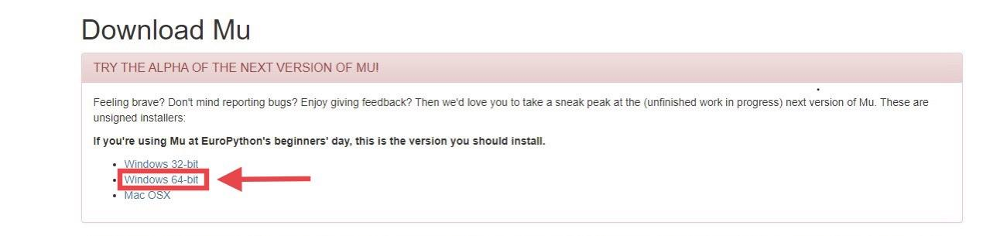 Download Mu
TRY THE ALPHA OF THE NEXT VERSION OF MU!
Feeling brave? Don't mind reporting bugs? Enjoy giving feedback? Then we'd love you to take a sneak peak at the (unfinished work in progress) next version of Mu. These are
unsigned installers:
If you're using Mu at EuroPython's beginners' day, this is the version you should install.
• Windows 32-bit
• Windows 64-bit
• Mac OSX